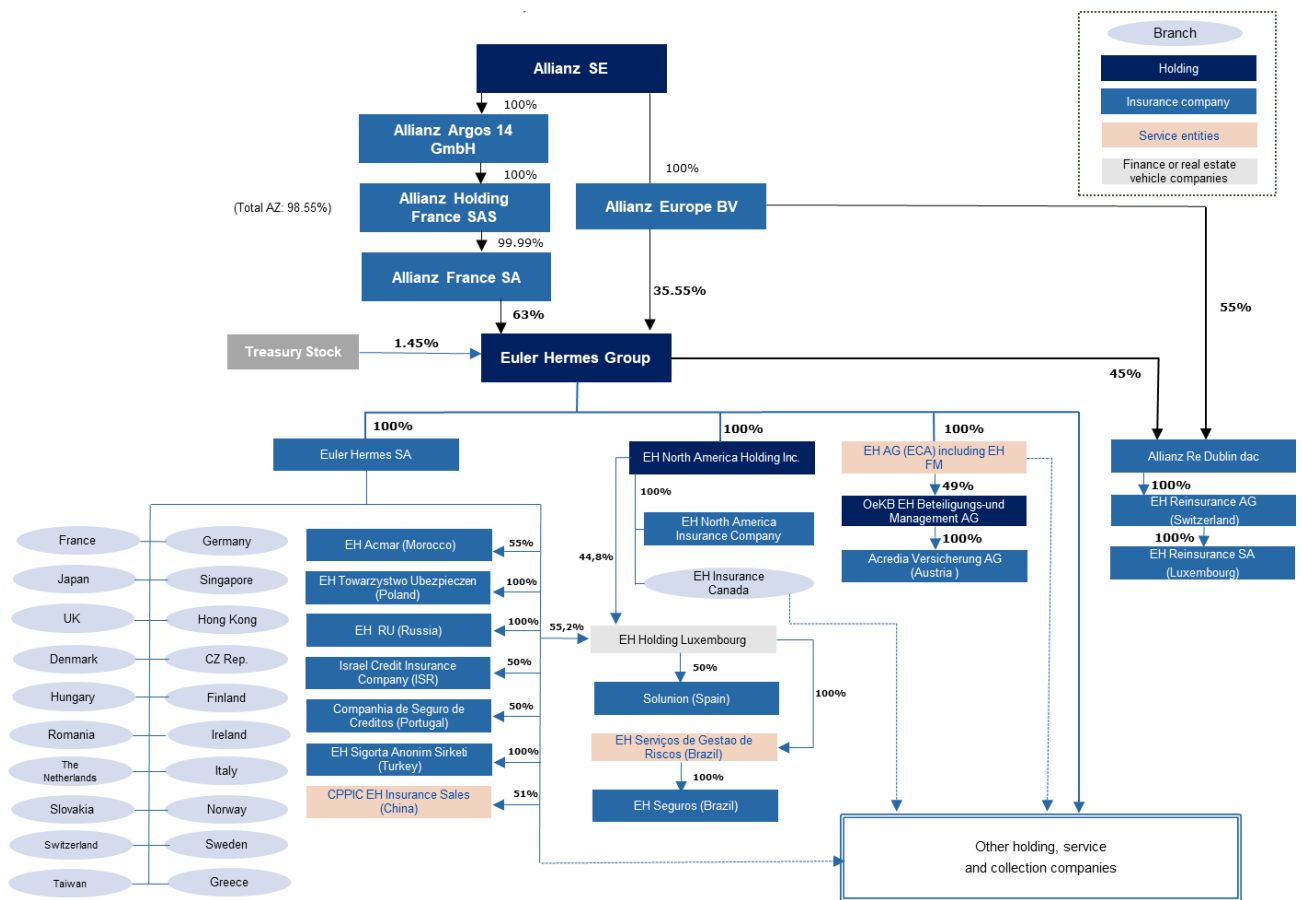 Branch
Holding
Insurance company
Service entities
Finance or real estate
vehicle companies
Allianz SE
100%
Allianz Argos 14
GmbH
100%
100%
(Total AZ: 98.55%)
Allianz Holding
France SAS
Allianz Europe BV
99.99%
Allianz France SA
35.55%
55%
63%
Treasury Stock
1.45%
Euler Hermes Group
45%
100%
100%
100%
Euler Hermes SA
EH North America Holding Inc.
EH AG (ECA) including EH
FM
Allianz Re Dublin dac
100%
49%
100%
EH North America
Insurance Company
OeKB EH Beteiligungs-und
Management AG
EH Reinsurance AG
(Switzerland)
100%
100%
44,8%
Acredia Versicherung AG
(Austria )
EH Reinsurance SA
(Luxembourg)
EH Insurance
Canada
France
Germany
Japan
Singapore
UK
Hong Kong
Denmark
CZ Rep.
Hungary
Finland
Romania
Ireland
The
Netherlands
Italy
Slovakia
Norway
Switzerland
Sweden
Taiwan
Greece
EH Acmar (Morocco)
55%
EH Towarzystwo Ubezpieczen
(Poland)
100%
EH  RU (Russia)
100%
55,2%
EH Holding Luxembourg
Israel Credit Insurance
Company (ISR)
50%
50%
Companhia de Seguro de
Creditos (Portugal)
50%
Solunion (Spain)
100%
EH Sigorta Anonim Sirketi
(Turkey)
100%
EH Serviços de Gestao de
Riscos (Brazil)
100%
CPPIC EH Insurance Sales
(China)
51%
EH Seguros (Brazil)
Other holding, service
and collection companies